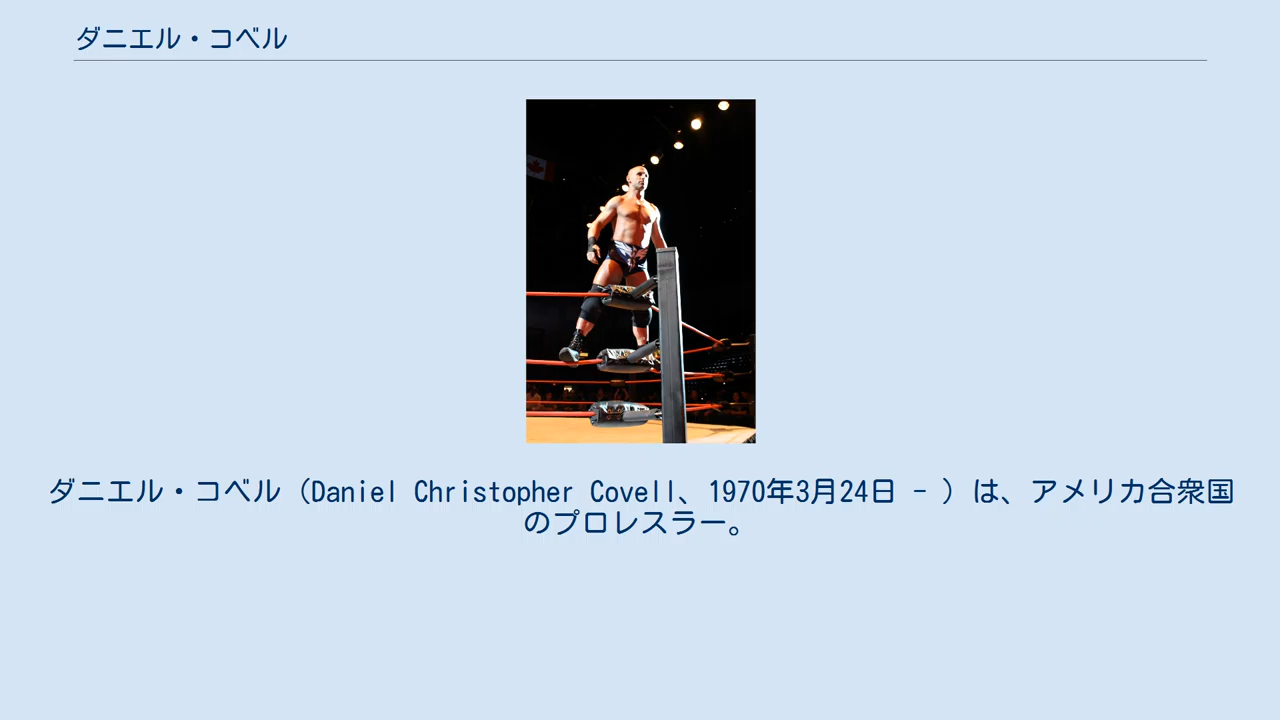 ダニエル・コベル
ダニエル・コベル（Daniel Christopher Covell、1970年3月24日 - ）は、アメリカ合衆国
のプロレスラー。